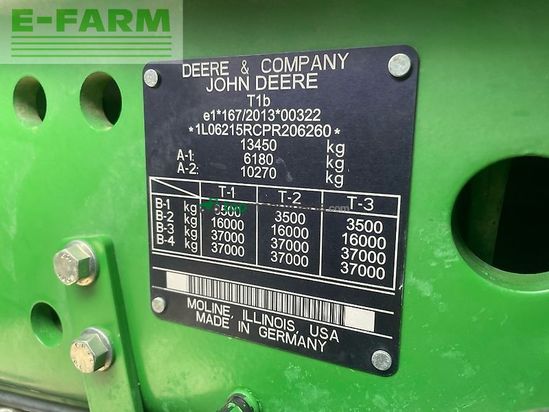 E-FARM
DEERE & COMPANY
JOHN DEERE
T1b
e1*167/2013*00322
*1L06215RCPR206260*
13450 kg
A-1: 6180 kg
A-2: 10270 kg
T-1 T-2 T-3
B-1 kg 3500 3500 3500
B-2 kg 16000 16000 16000
B-3 kg 37000 37000 37000
B-4 kg 37000 37000 37000
MOLINE, ILLINOIS, USA
MADE IN GERMANY